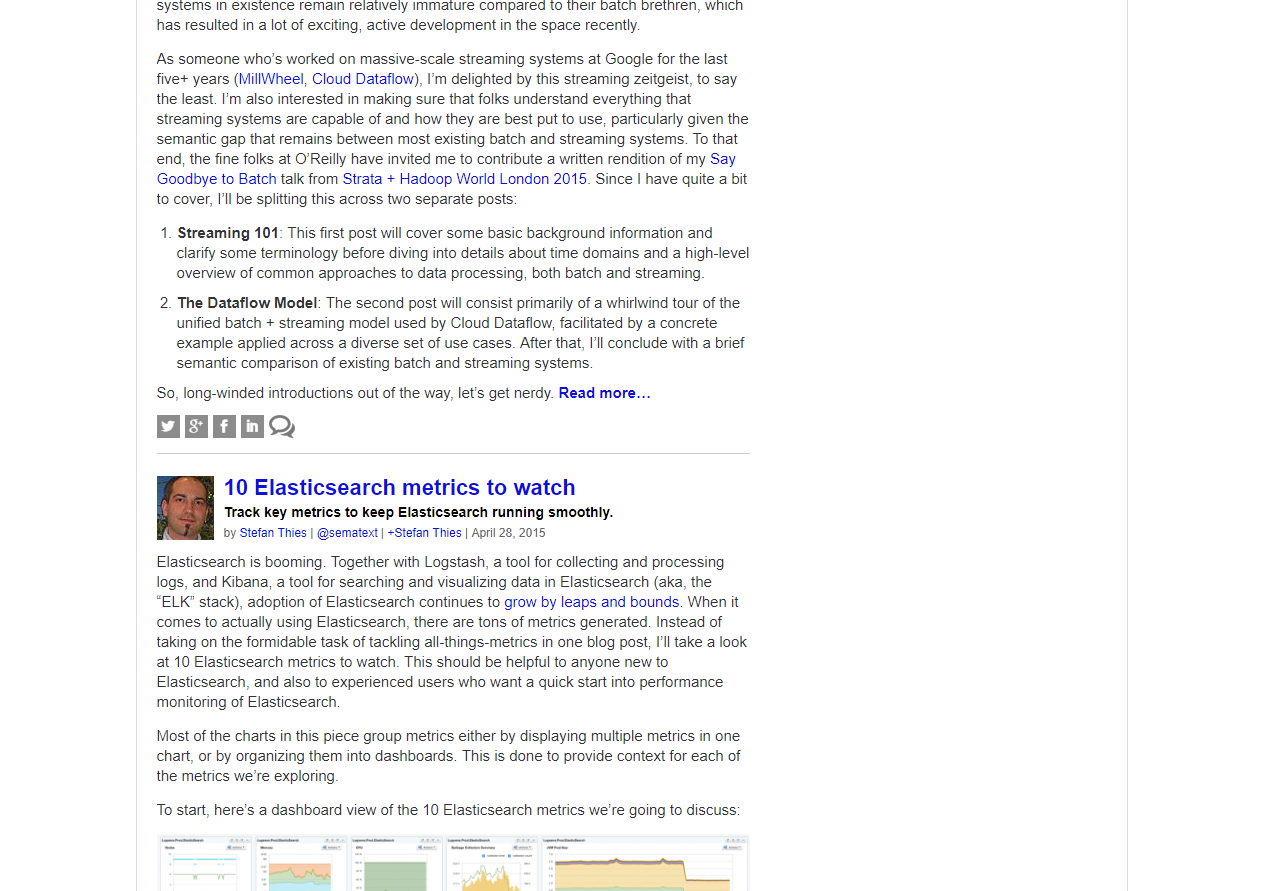 systems in existence remain relatively immature compared to their batch brethren, which
has resulted in a lot of exciting, active development in the space recently.
As someone who’s worked on massive-scale streaming systems at Google for the last
five+ years (MillWheel, Cloud Dataflow), I’m delighted by this streaming zeitgeist, to say
the least. I’m also interested in making sure that folks understand everything that
streaming systems are capable of and how they are best put to use, particularly given the
semantic gap that remains between most existing batch and streaming systems. To that
end, the fine folks at O’Reilly have invited me to contribute a written rendition of my Say
Goodbye to Batch talk from Strata + Hadoop World London 2015. Since I have quite a bit
to cover, I’ll be splitting this across two separate posts:
1. Streaming 101: This first post will cover some basic background information and
clarify some terminology before diving into details about time domains and a high-level
overview of common approaches to data processing, both batch and streaming.
2. The Dataflow Model: The second post will consist primarily of a whirlwind tour of the
unified batch + streaming model used by Cloud Dataflow, facilitated by a concrete
example applied across a diverse set of use cases. After that, I’ll conclude with a brief
semantic comparison of existing batch and streaming systems.
So, long-winded introductions out of the way, let’s get nerdy. Read more…
10 Elasticsearch metrics to watch
Track key metrics to keep Elasticsearch running smoothly.
by Stefan Thies | @sematext | +Stefan Thies | April 28, 2015
Elasticsearch is booming. Together with Logstash, a tool for collecting and processing
logs, and Kibana, a tool for searching and visualizing data in Elasticsearch (aka, the
“ELK” stack), adoption of Elasticsearch continues to grow by leaps and bounds. When it
comes to actually using Elasticsearch, there are tons of metrics generated. Instead of
taking on the formidable task of tackling all-things-metrics in one blog post, I’ll take a look
at 10 Elasticsearch metrics to watch. This should be helpful to anyone new to
Elasticsearch, and also to experienced users who want a quick start into performance
monitoring of Elasticsearch.
Most of the charts in this piece group metrics either by displaying multiple metrics in one
chart, or by organizing them into dashboards. This is done to provide context for each of
the metrics we’re exploring.
To start, here’s a dashboard view of the 10 Elasticsearch metrics we’re going to discuss: